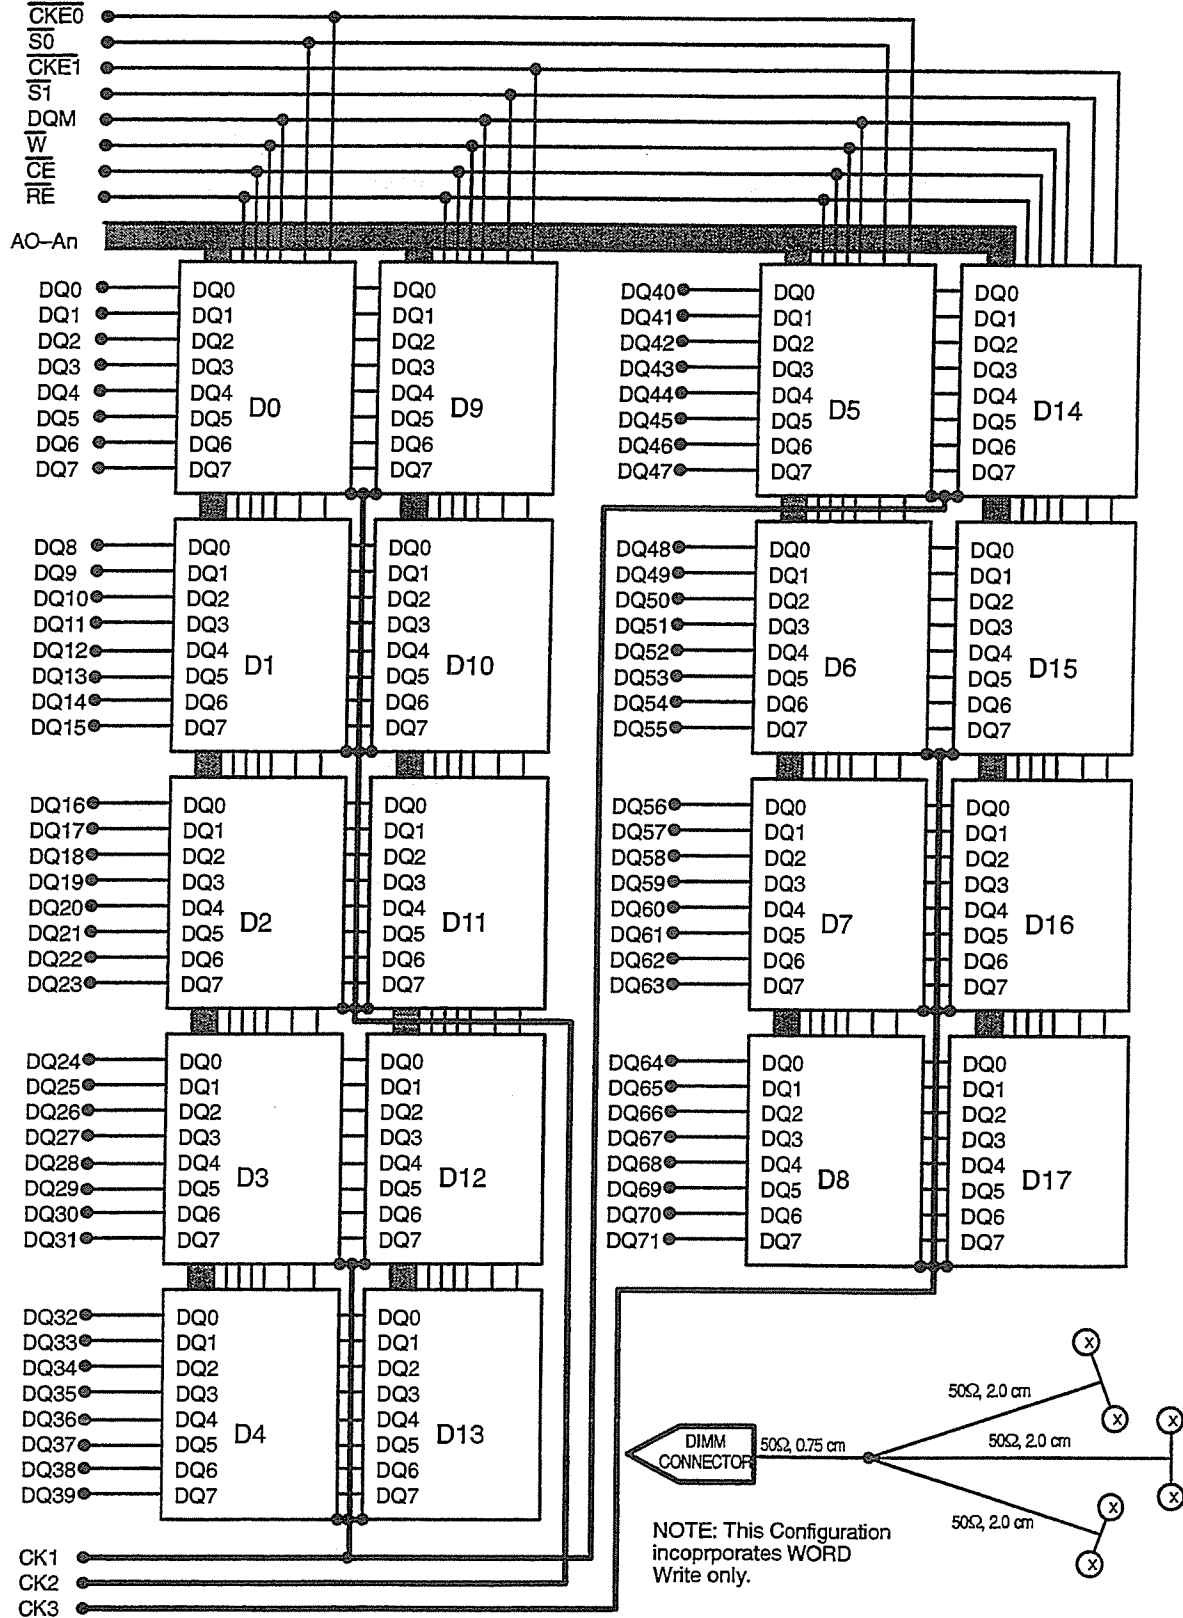 CKE0
S0
CKE1
S1
DQM
W
CE
RE
AO–An
DQ0 DQ0 DQ0
DQ1 DQ1 DQ1
DQ2 DQ2 DQ2
DQ3 DQ3 DQ3
DQ4 DQ4 DQ4
DQ5 DQ5 DQ5
DQ6 DQ6 DQ6
DQ7 DQ7 DQ7
D0 D9
DQ40 DQ0 DQ0
DQ41 DQ1 DQ1
DQ42 DQ2 DQ2
DQ43 DQ3 DQ3
DQ44 DQ4 DQ4
DQ45 DQ5 DQ5
DQ46 DQ6 DQ6
DQ47 DQ7 DQ7
D5 D14
DQ8 DQ0 DQ0
DQ9 DQ1 DQ1
DQ10 DQ2 DQ2
DQ11 DQ3 DQ3
DQ12 DQ4 DQ4
DQ13 DQ5 DQ5
DQ14 DQ6 DQ6
DQ15 DQ7 DQ7
D1 D10
DQ48 DQ0 DQ0
DQ49 DQ1 DQ1
DQ50 DQ2 DQ2
DQ51 DQ3 DQ3
DQ52 DQ4 DQ4
DQ53 DQ5 DQ5
DQ54 DQ6 DQ6
DQ55 DQ7 DQ7
D6 D15
DQ16 DQ0 DQ0
DQ17 DQ1 DQ1
DQ18 DQ2 DQ2
DQ19 DQ3 DQ3
DQ20 DQ4 DQ4
DQ21 DQ5 DQ5
DQ22 DQ6 DQ6
DQ23 DQ7 DQ7
D2 D11
DQ56 DQ0 DQ0
DQ57 DQ1 DQ1
DQ58 DQ2 DQ2
DQ59 DQ3 DQ3
DQ60 DQ4 DQ4
DQ61 DQ5 DQ5
DQ62 DQ6 DQ6
DQ63 DQ7 DQ7
D7 D16
DQ24 DQ0 DQ0
DQ25 DQ1 DQ1
DQ26 DQ2 DQ2
DQ27 DQ3 DQ3
DQ28 DQ4 DQ4
DQ29 DQ5 DQ5
DQ30 DQ6 DQ6
DQ31 DQ7 DQ7
D3 D12
DQ64 DQ0 DQ0
DQ65 DQ1 DQ1
DQ66 DQ2 DQ2
DQ67 DQ3 DQ3
DQ68 DQ4 DQ4
DQ69 DQ5 DQ5
DQ70 DQ6 DQ6
DQ71 DQ7 DQ7
D8 D17
DQ32 DQ0 DQ0
DQ33 DQ1 DQ1
DQ34 DQ2 DQ2
DQ35 DQ3 DQ3
DQ36 DQ4 DQ4
DQ37 DQ5 DQ5
DQ38 DQ6 DQ6
DQ39 DQ7 DQ7
D4 D13
CK1
CK2
CK3
DIMM
CONNECTOR
50Ω, 0.75 cm
50Ω, 2.0 cm
50Ω, 2.0 cm
50Ω, 2.0 cm
X
X
X
X
X
X
NOTE: This Configuration
incoprporates WORD
Write only.